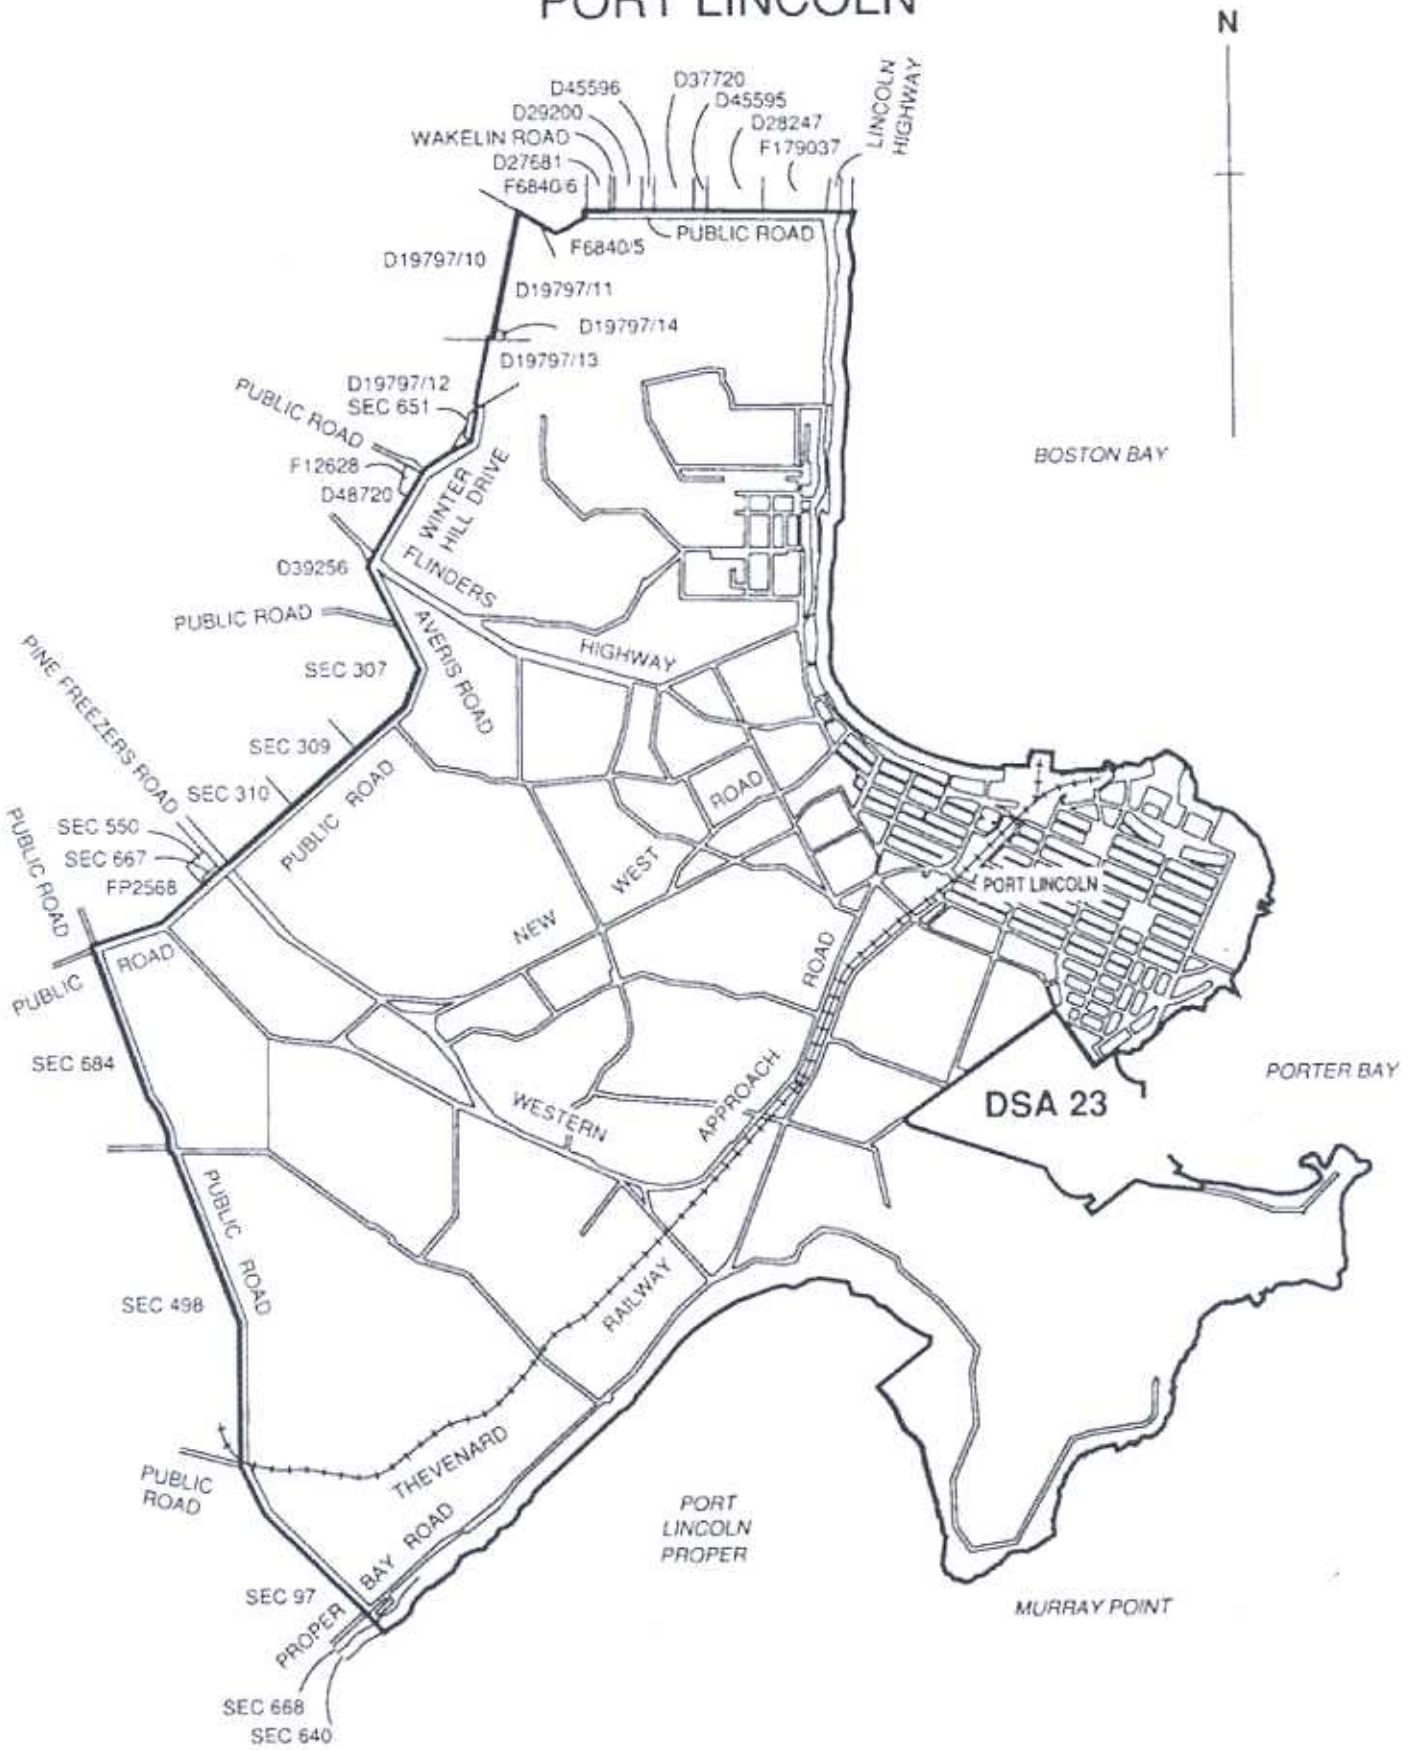 PORT LINCOLN
N
D45596
D37720
LINCOLN
HIGHWAY
D29200
D45595
WAKELIN ROAD
D28247
D27681
F179037
F6840/6
PUBLIC ROAD
F6840/5
D19797/10
D19797/11
D19797/14
D19797/13
D19797/12
SEC 651
PUBLIC ROAD
F12628
D48720
WINTER
HILL DRIVE
BOSTON BAY
FLINDERS
HIGHWAY
D39256
PUBLIC ROAD
AVERIS ROAD
SEC 307
PINE FREEZERS ROAD
SEC 309
SEC 310
PUBLIC ROAD
SEC 550
SEC 667
FP2568
PUBLIC ROAD
NEW
WEST
ROAD
PORT LINCOLN
PUBLIC
ROAD
SEC 684
WESTERN
APPROACH
ROAD
PORTER BAY
DSA 23
PUBLIC ROAD
SEC 498
PUBLIC
ROAD
THEVENARD
RAILWAY
PORT
LINCOLN
PROPER
MURRAY POINT
SEC 97
PROPER
BAY
ROAD
SEC 668
SEC 640